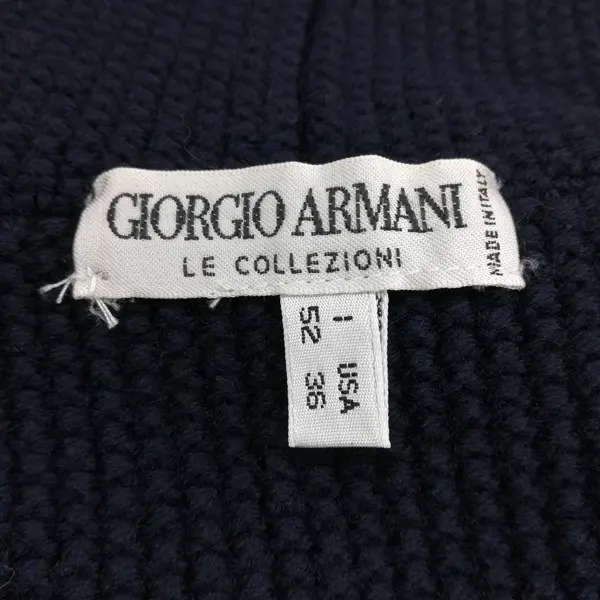 GIORGIO ARMANI
LE COLLEZIONI
MADE IN ITALY
I USA
52 36